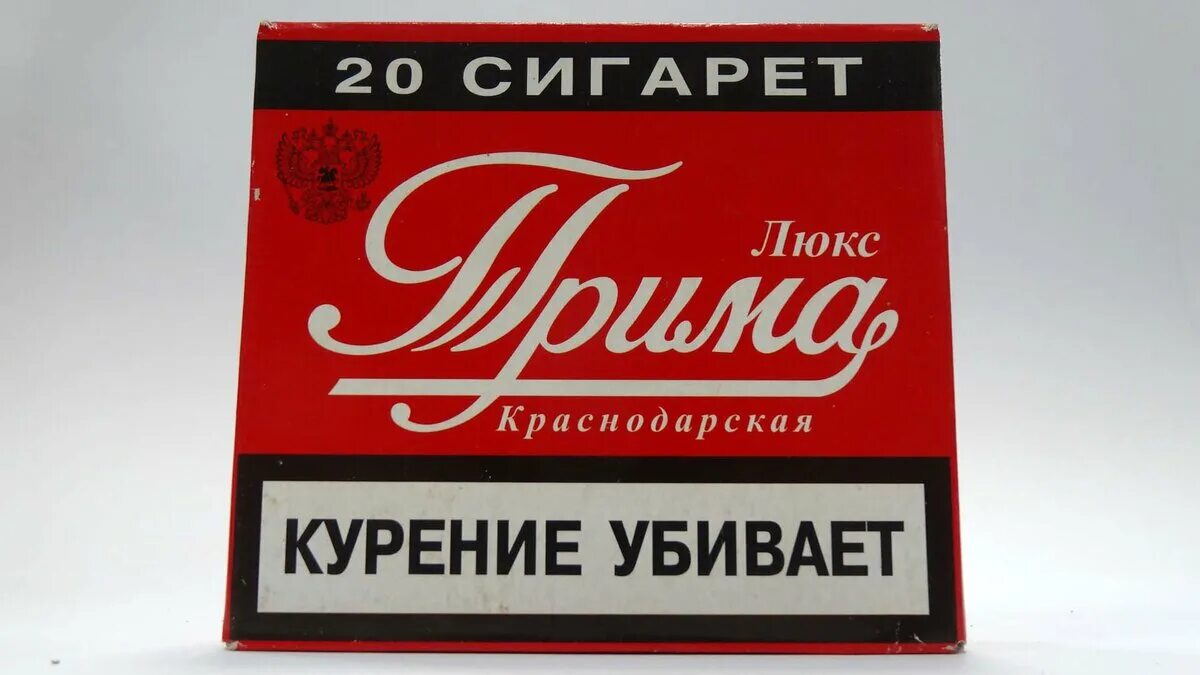 20 СИГАРЕТ
Люкс
Прима
Краснодарская
КУРЕНИЕ УБИВАЕТ